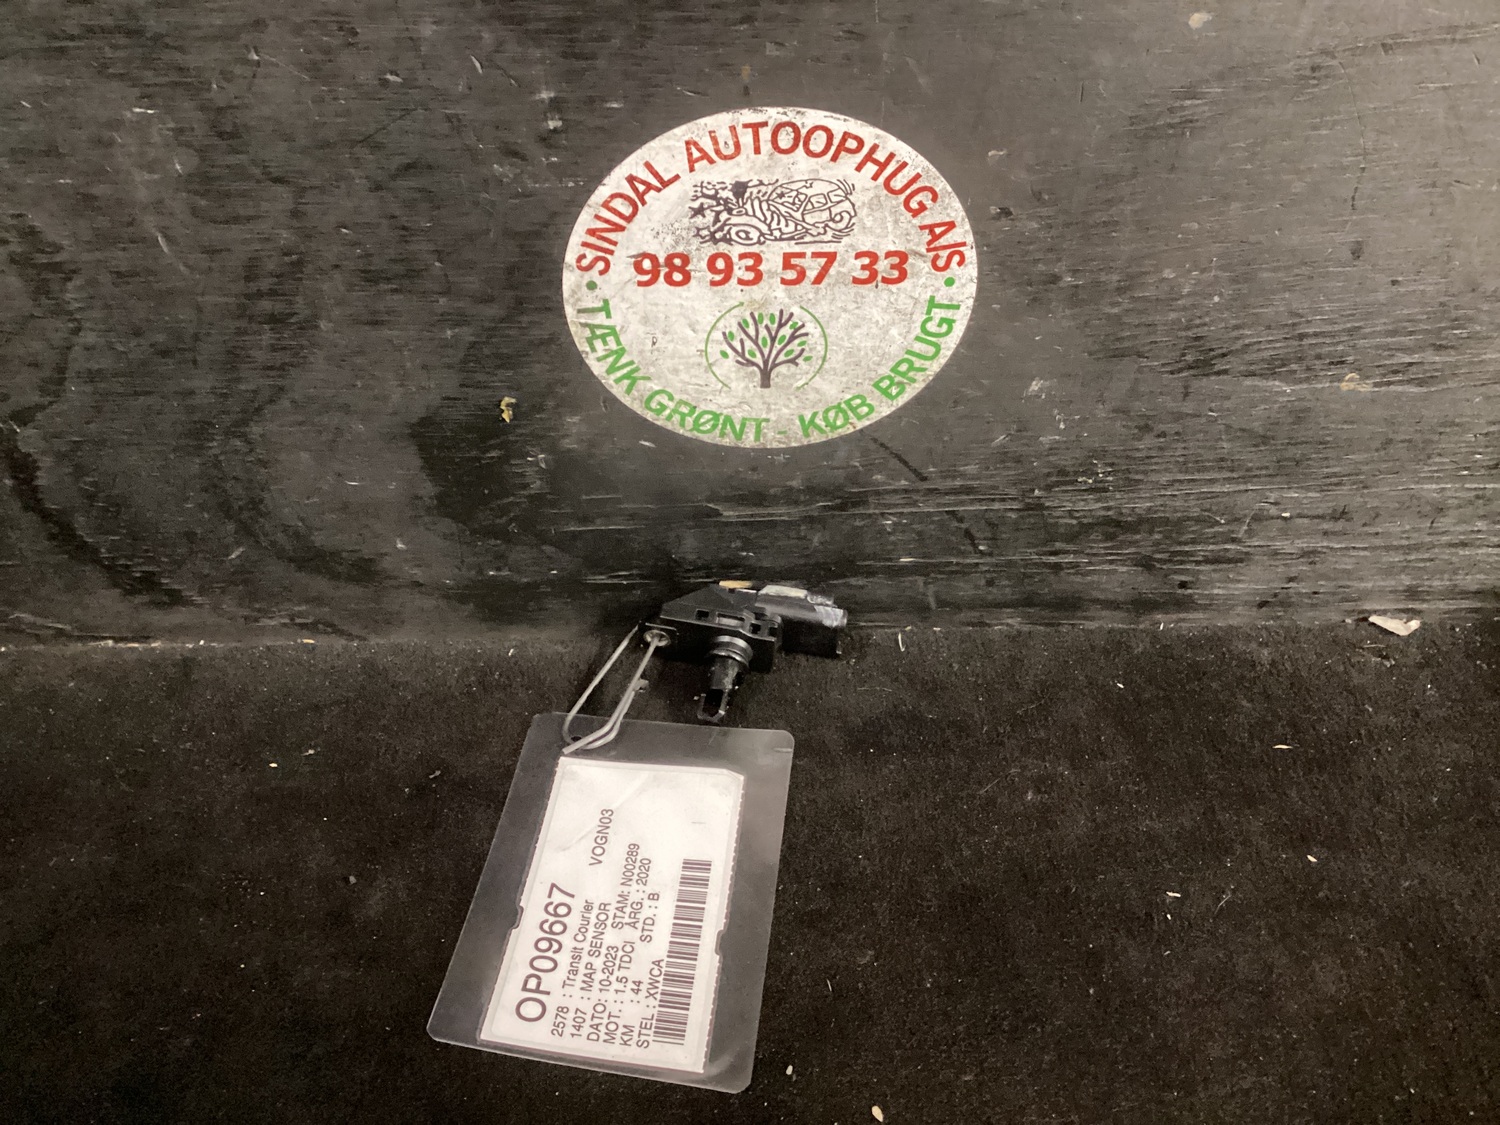 SINDAL AUTOOPHUG A/S
98 93 57 33
TÆNK GRØNT - KØB BRUGT
OP09667 VOGN03
2578 : Transit Courier
1407 : MAP SENSOR
DATO: 10-2023 STAM: N00289
MOT. : 1.5 TDCI ÅRG. : 2020
KM : 44 STD. : B
STEL : XWCA